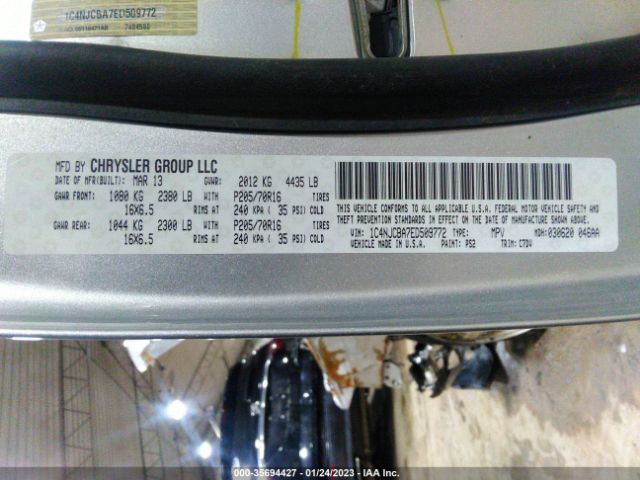 1C4NJCBA7ED509772
MFD BY CHRYSLER GROUP LLC
DATE OF MFR(BUILT): MAR 13 GVWR: 2012 KG 4435 LB
GAWR FRONT: 1080 KG 2380 LB WITH P205/70R16 TIRES
16X6.5 RIMS AT 240 KPA ( 35 PSI) COLD
GAWR REAR: 1044 KG 2300 LB WITH P205/70R16 TIRES
16X6.5 RIMS AT 240 KPA ( 35 PSI) COLD
THIS VEHICLE CONFORMS TO ALL APPLICABLE U.S.A. FEDERAL MOTOR VEHICLE SAFETY AND
THEFT PREVENTION STANDARDS IN EFFECT ON THE DATE OF MANUFACTURE SHOWN ABOVE.
VIN: 1C4NJCBA7ED509772 TYPE: MPV MDH: 030620 046AA
VEHICLE MADE IN U.S.A. PAINT: PS2 TRIM: C7DV
© 35694427 - 01/24/2023 - IAA Inc.